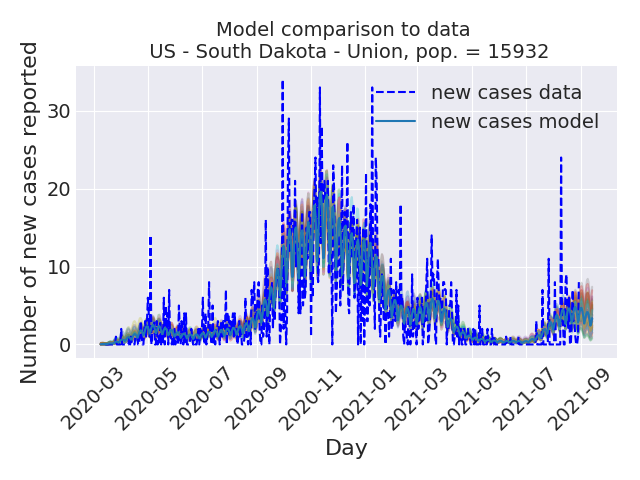 Model comparison to data
US - South Dakota - Union, pop. = 15932
Number of new cases reported
30
20
10
0
new cases data
new cases model
2020-03
2020-05
2020-07
2020-09
2020-11
2021-01
2021-03
2021-05
2021-07
2021-09
Day